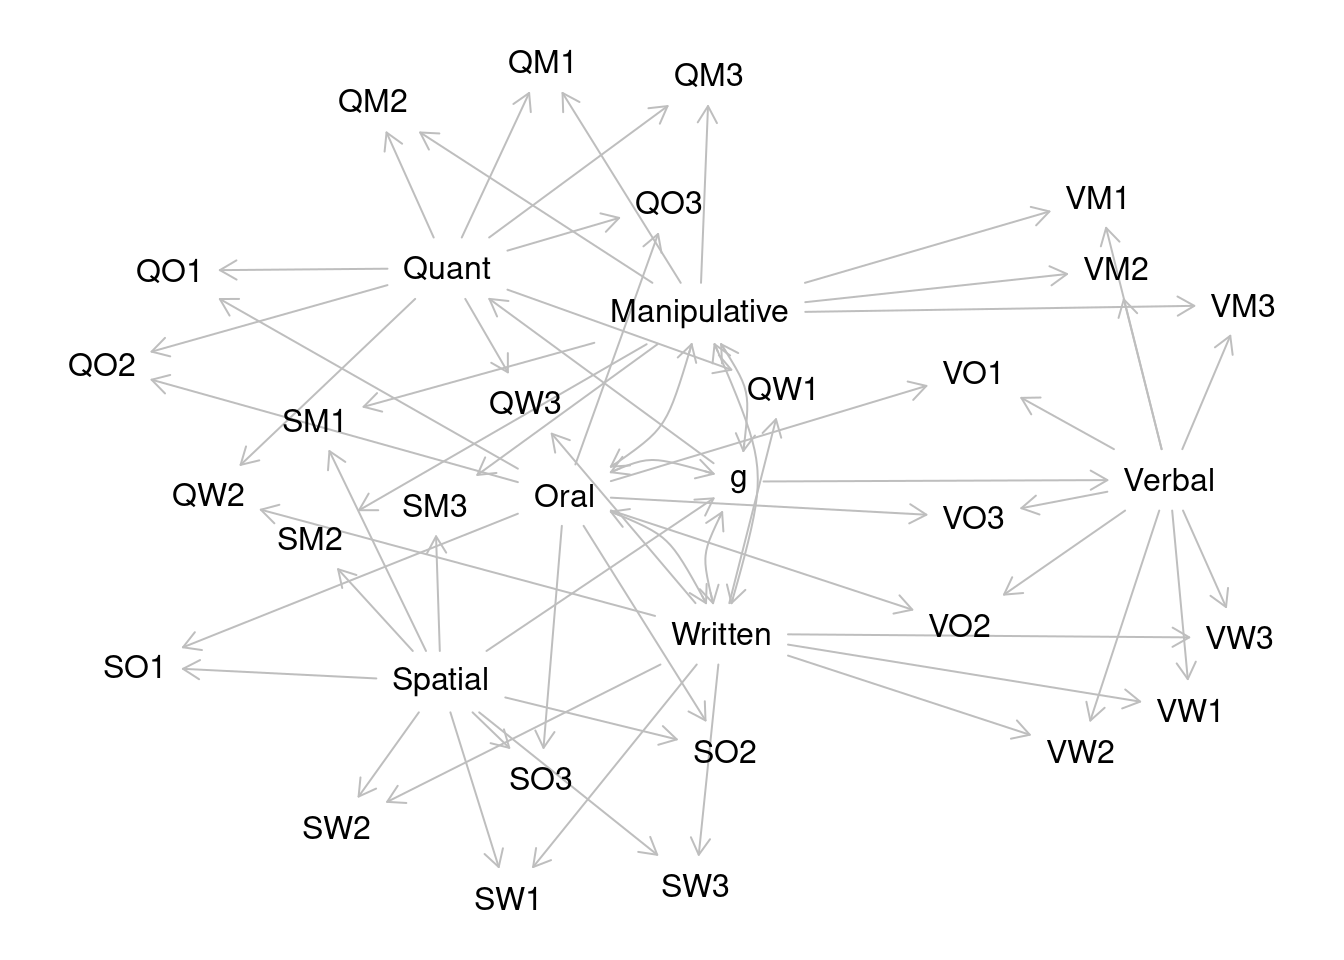 QM1
QM3
QM2
VM1
QO3
QO1
Quant
VM2
Manipulative
VM3
QO2
VO1
QW1
QW3
SM1
g
Verbal
QW2
Oral
SM3
VO3
SM2
VO2
Written
VW3
SO1
Spatial
VW1
SO2
VW2
SO3
SW2
SW3
SW1